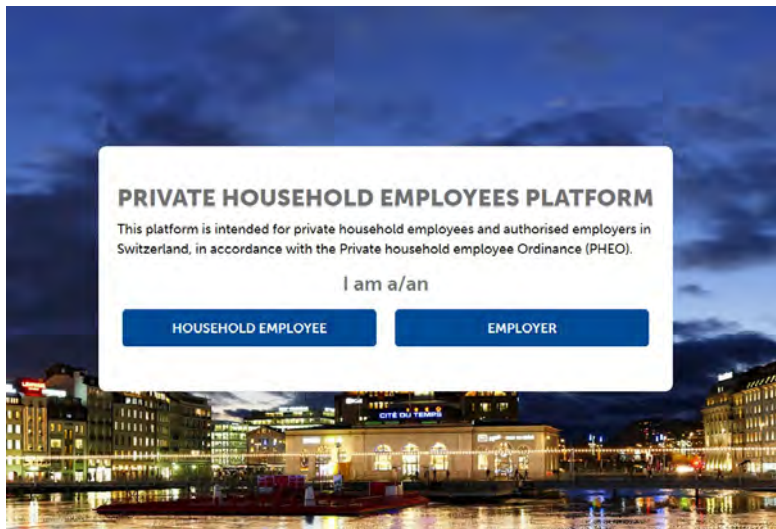 PRIVATE HOUSEHOLD EMPLOYEES PLATFORM
This platform is intended for private household employees and authorised employers in
Switzerland, in accordance with the Private household employee Ordinance (PHEO).
I am a/an
HOUSEHOLD EMPLOYEE
EMPLOYER
CITÉ DU TEMPS